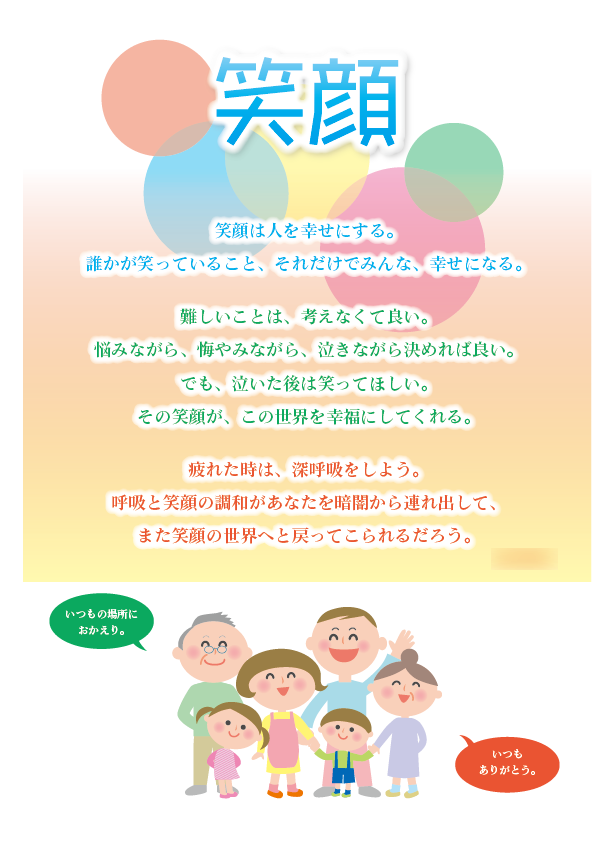 笑顔
笑顔は人を幸せにする。
誰かが笑っていること、それだけでみんな、幸せになる。
難しいことは、考えなくて良い。
悩みながら、悔やみながら、泣きながら決めれば良い。
でも、泣いた後は笑ってほしい。
その笑顔が、この世界を幸福にしてくれる。
疲れた時は、深呼吸をしよう。
呼吸と笑顔の調和があなたを暗闇から連れ出して、
また笑顔の世界へと戻ってこられるだろう。
いつもの場所に
おかえり。
いつも
ありがとう。